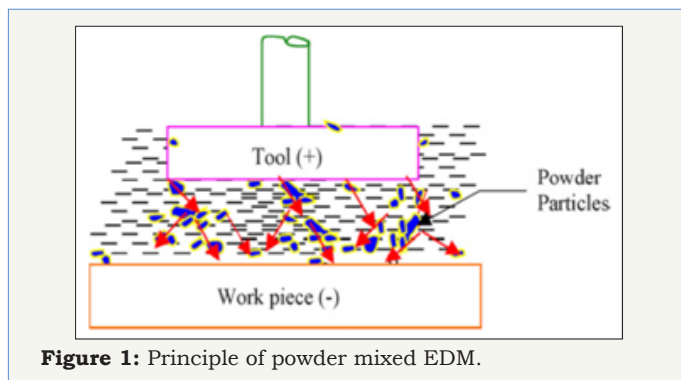 Tool (+)
Powder
Particles
Work piece (-)
Figure 1: Principle of powder mixed EDM.